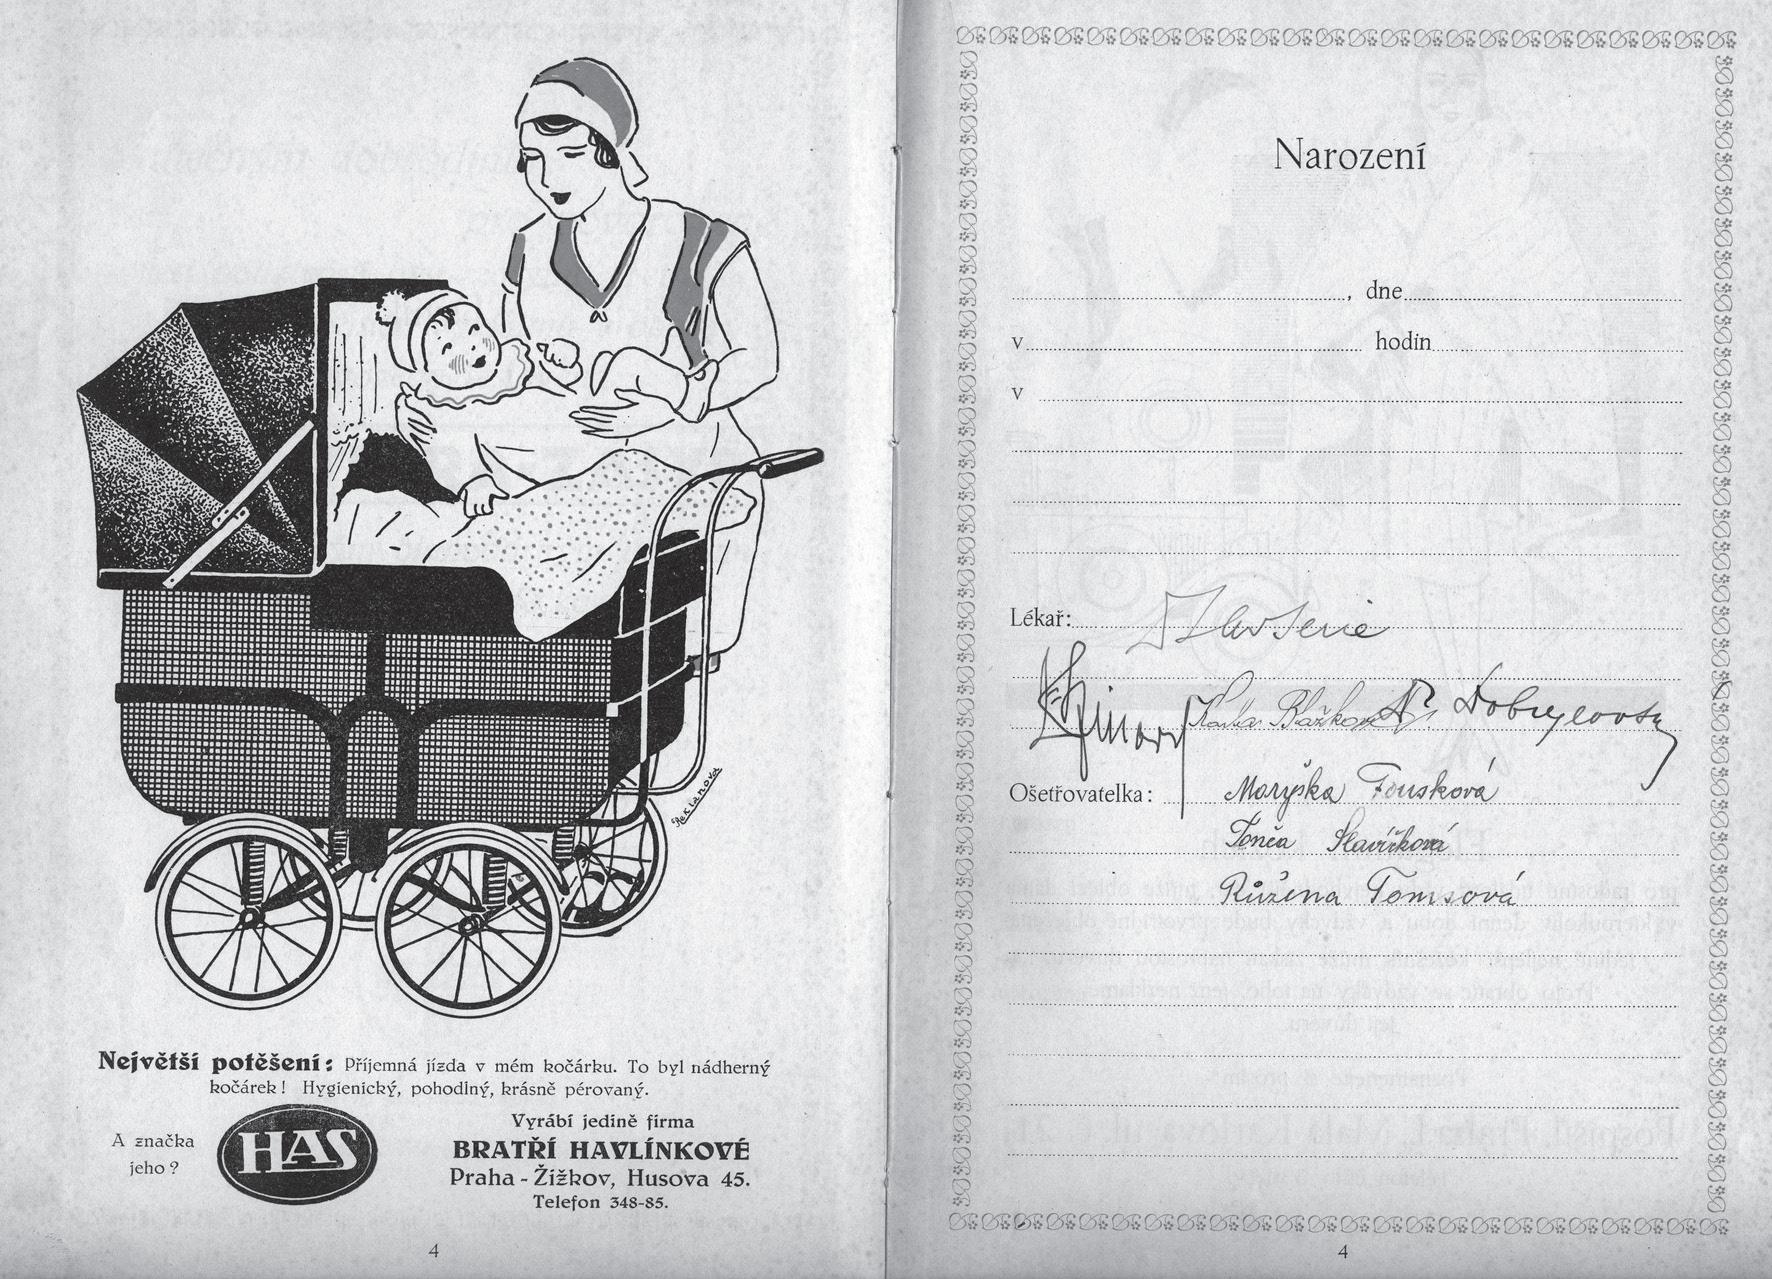 Reklanova
Největší potěšení: Příjemná jízda v mém kočárku. To byl nádherný
kočárek! Hygienický, pohodlný, krásně pérovaný.
A značka
jeho?
HAS
Vyrábí jedině firma
BRATŘÍ HAVLÍNKOVÉ
Praha - Žižkov, Husova 45.
Telefon 348-85.
4
Narození
, dne
v hodin
v
Lékař:
Ošetřovatelka: Maryška Fousková
Tonča Slavíčková
Růžena Tomsová
4